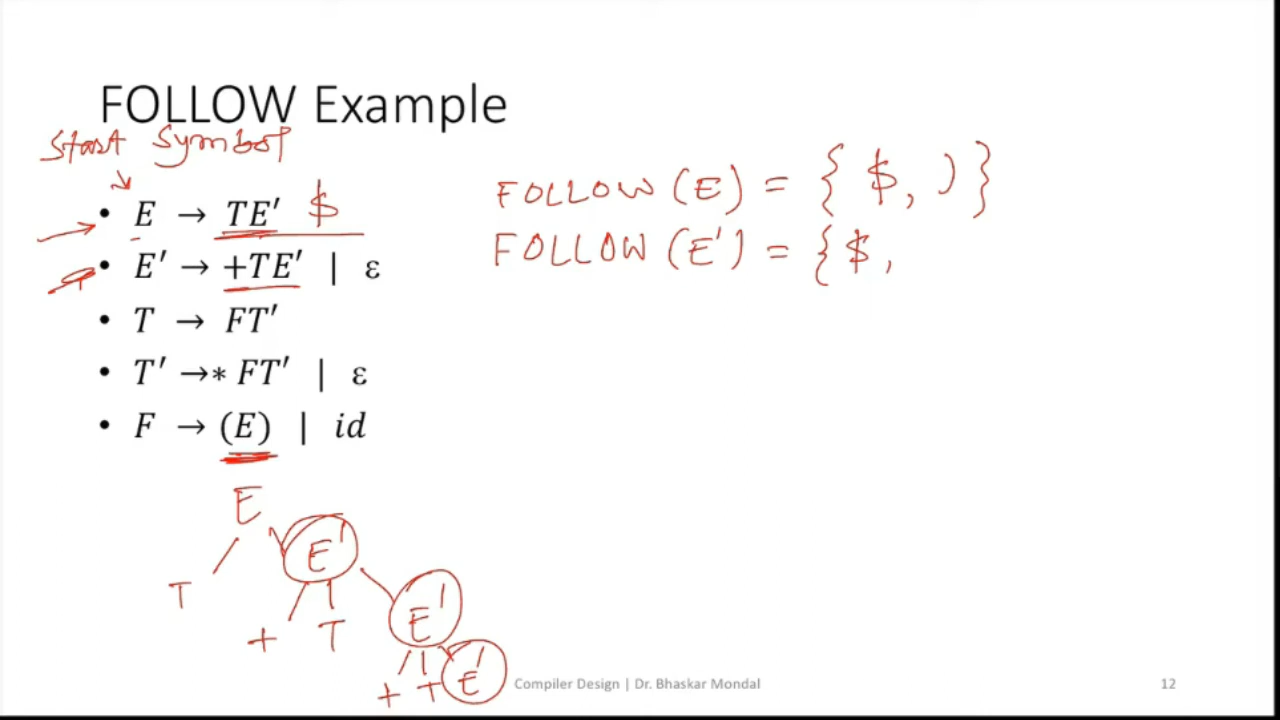 FOLLOW Example
Start Symbol
• E → TE′ $
• E′ → +TE′ | ε
• T → FT′
• T′ →∗ FT′ | ε
• F → (E) | id
FOLLOW (E) = { $, ) }
FOLLOW (E') = { $,
E
T E'
+ T E'
+ T E'
Compiler Design | Dr. Bhaskar Mondal
12